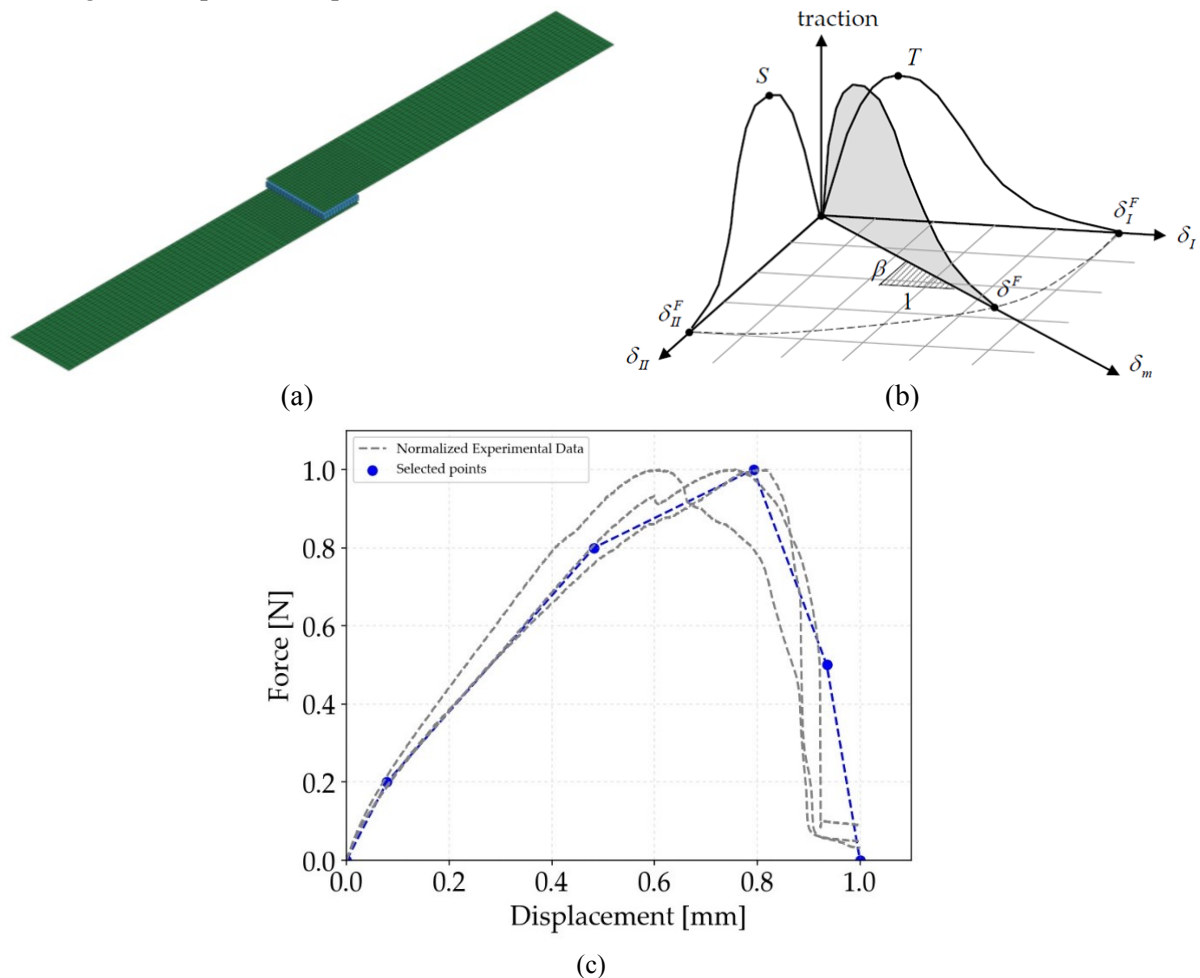 traction
S
T
δ_I^F
δ_I
β
δ^F
1
δ_II^F
δ_II
δ_m
(a)
(b)
Normalized Experimental Data
Selected points
1.0
0.8
0.6
0.4
0.2
0.0
Force [N]
0.0 0.2 0.4 0.6 0.8 1.0
Displacement [mm]
(c)